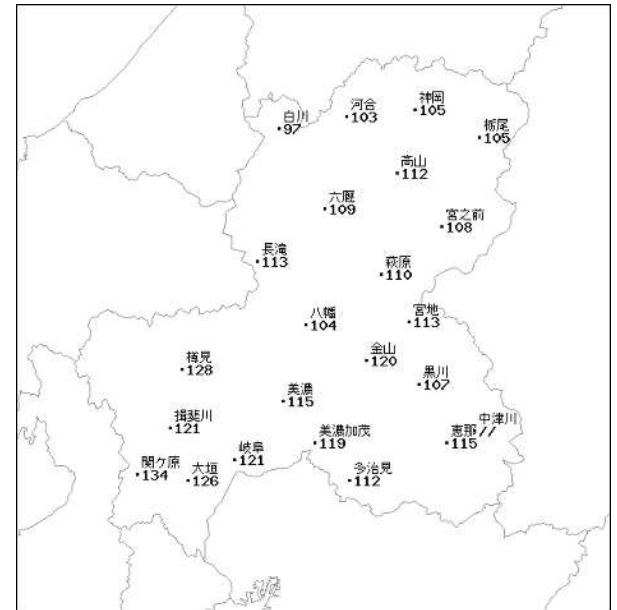 神岡
105
河合
103
白川
97
栃尾
105
高山
112
六厩
109
宮之前
108
長滝
113
萩原
110
八幡
104
宮地
113
金山
120
樽見
128
黒川
107
美濃
115
揖斐川
121
美濃加茂
119
恵那
115
中津川
//
岐阜
121
関ケ原
134
大垣
126
多治見
112